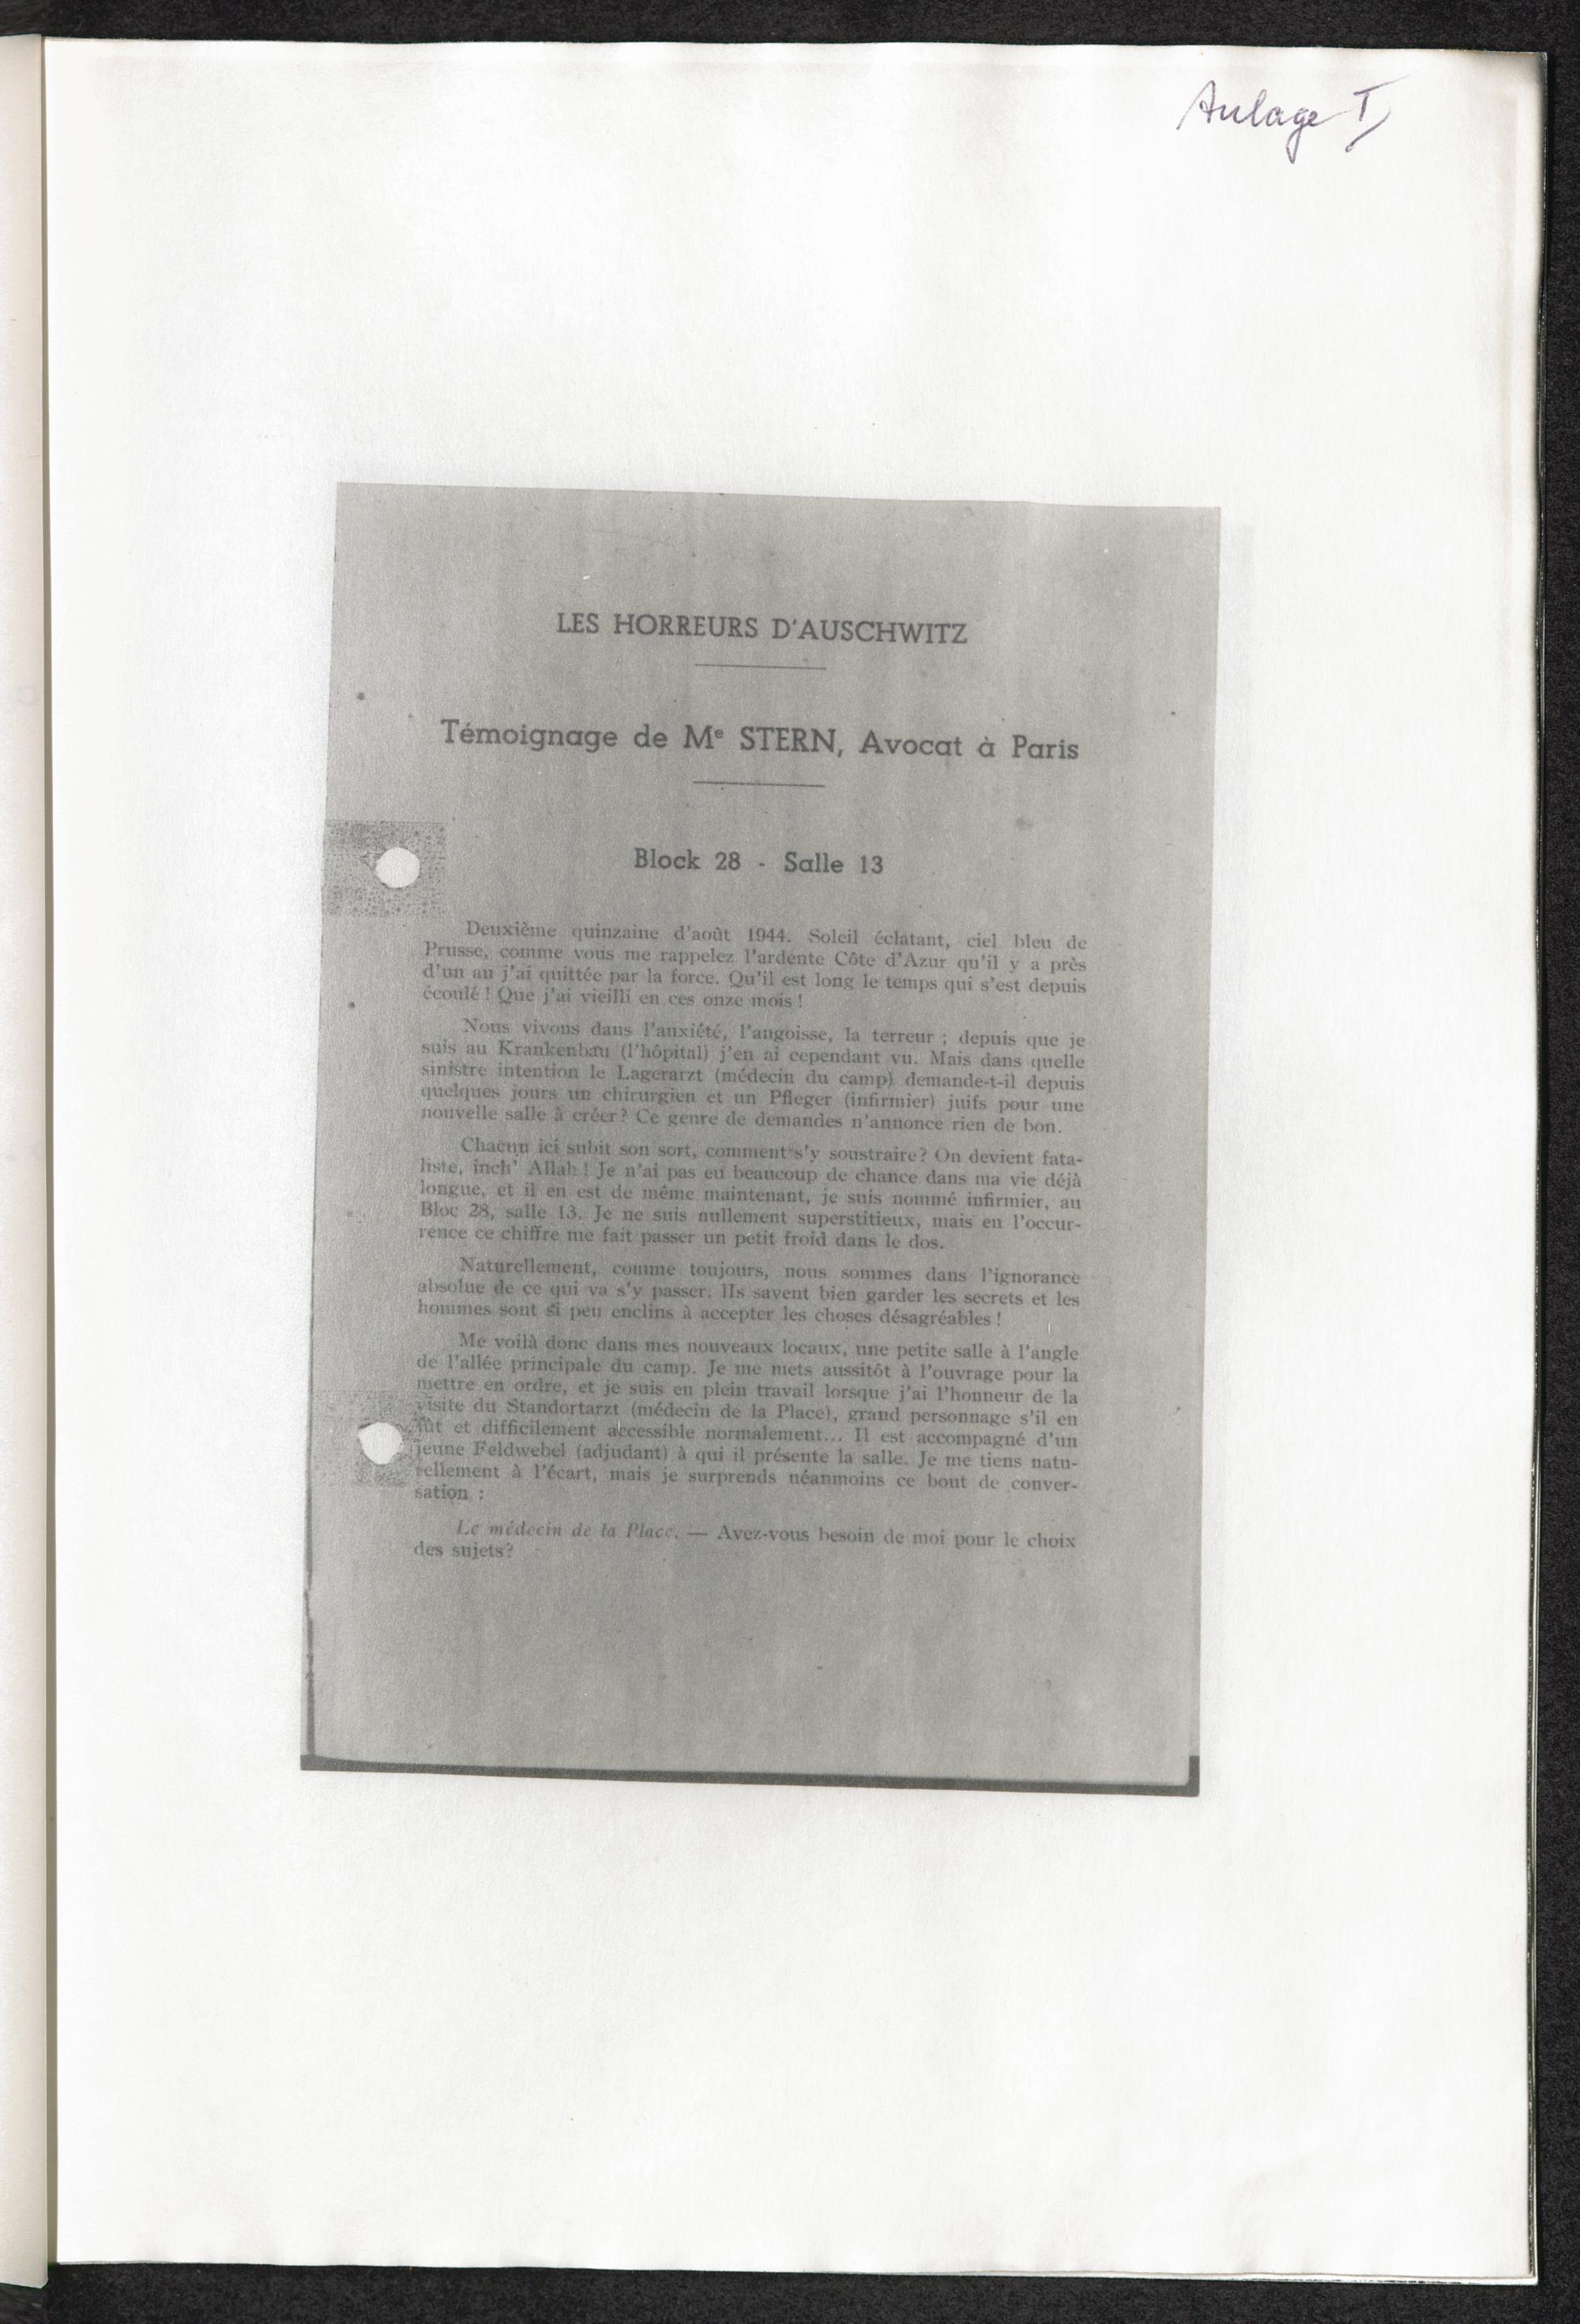 Anlage I
LES HORREURS D'AUSCHWITZ
Témoignage de Me STERN, Avocat à Paris
Block 28 - Salle 13
Deuxième quinzaine d'août 1944. Soleil éclatant, ciel bleu de
Prusse, comme vous me rappelez l'ardente Côte d'Azur qu'il y a près
d'un an j'ai quittée par la force. Qu'il est long le temps qui s'est depuis
écoulé ! Que j'ai vieilli en ces onze mois !
Nous vivons dans l'anxiété, l'angoisse, la terreur ; depuis que je
suis au Krankenbau (l'hôpital) j'en ai cependant vu. Mais dans quelle
sinistre intention le Lagerarzt (médecin du camp) demande-t-il depuis
quelques jours un chirurgien et un Pfleger (infirmier) juifs pour une
nouvelle salle à créer? Ce genre de demandes n'annonce rien de bon.
Chacun ici subit son sort, comment s'y soustraire? On devient fata-
liste, inch' Allah ! Je n'ai pas eu beaucoup de chance dans ma vie déjà
longue, et il en est de même maintenant, je suis nommé infirmier, au
Bloc 28, salle 13. Je ne suis nullement superstitieux, mais en l'occur-
rence ce chiffre me fait passer un petit froid dans le dos.
Naturellement, comme toujours, nous sommes dans l'ignorance
absolue de ce qui va s'y passer. Ils savent bien garder les secrets et les
hommes sont si peu enclins à accepter les choses désagréables !
Me voilà donc dans mes nouveaux locaux, une petite salle à l'angle
de l'allée principale du camp. Je me mets aussitôt à l'ouvrage pour la
mettre en ordre, et je suis en plein travail lorsque j'ai l'honneur de la
visite du Standortarzt (médecin de la Place), grand personnage s'il en
fût et difficilement accessible normalement... Il est accompagné d'un
jeune Feldwebel (adjudant) à qui il présente la salle. Je me tiens natu-
rellement à l'écart, mais je surprends néanmoins ce bout de conver-
sation :
Le médecin de la Place. — Avez-vous besoin de moi pour le choix
des sujets?